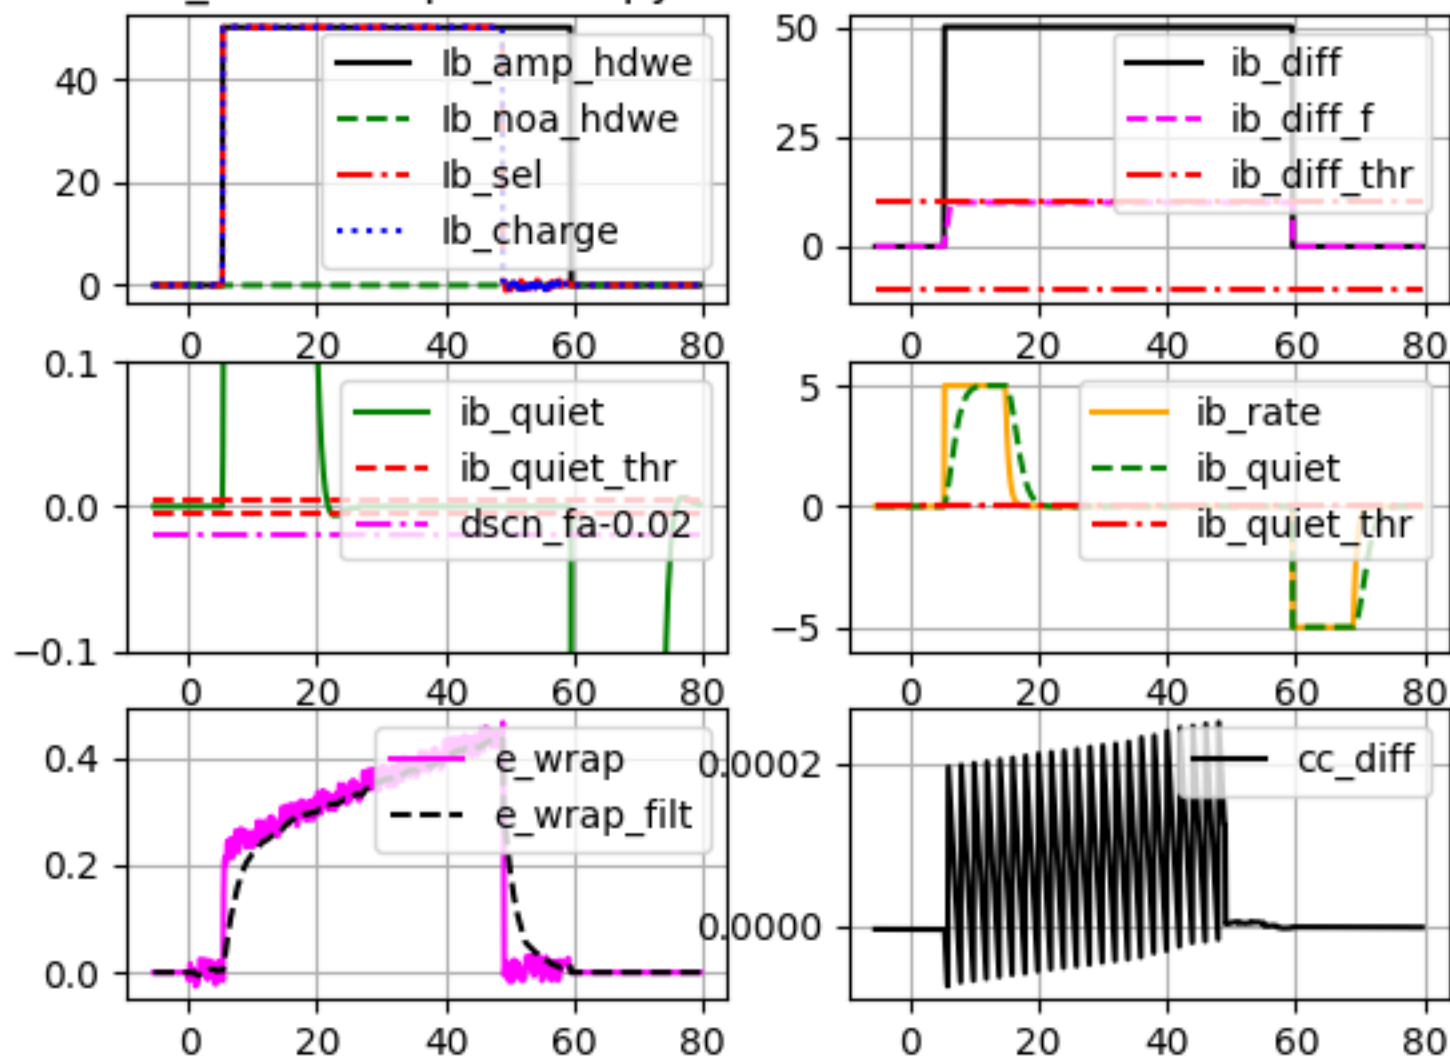 Ib_amp_hdwe
Ib_noa_hdwe
Ib_sel
Ib_charge
40
20
0
0 20 40 60 80
ib_diff
ib_diff_f
ib_diff_thr
50
25
0
0 20 40 60 80
ib_quiet
ib_quiet_thr
dscn_fa-0.02
0.1
0.0
−0.1
0 20 40 60 80
ib_rate
ib_quiet
ib_quiet_thr
5
0
−5
0 20 40 60 80
e_wrap
e_wrap_filt
0.4
0.2
0.0
0 20 40 60 80
cc_diff
0.0002
0.0000
0 20 40 60 80